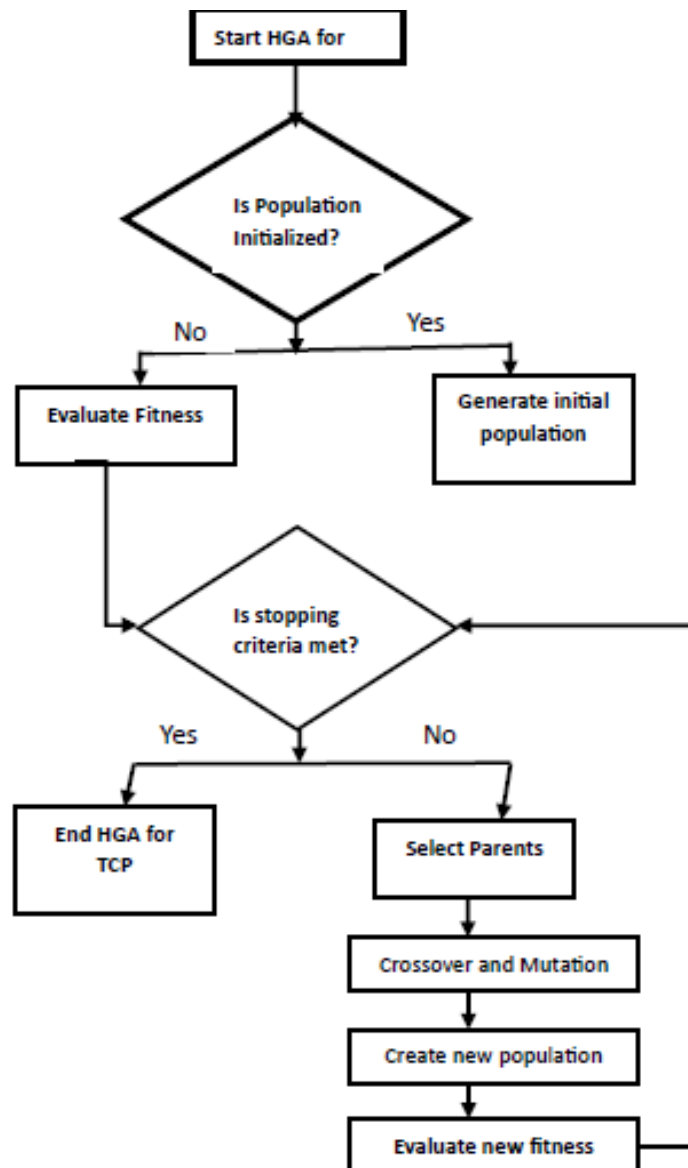 Start HGA for
Is Population
Initialized?
No
Yes
Evaluate Fitness
Generate initial
population
Is stopping
criteria met?
Yes
No
End HGA for
TCP
Select Parents
Crossover and Mutation
Create new population
Evaluate new fitness